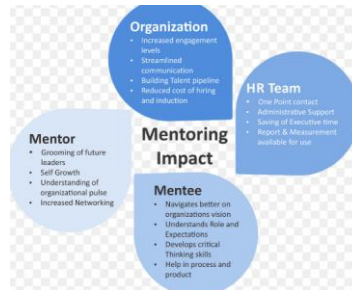 Organization
• Increased engagement
levels
• Streamlined
communication
• Building Talent pipeline
• Reduced cost of hiring
and induction
HR Team
• One Point contact
• Administrative Support
• Saving of Executive time
• Report & Measurement
available for use
Mentoring
Impact
Mentor
• Grooming of future
leaders
• Self Growth
• Understanding of
organizational pulse
• Increased Networking
Mentee
• Navigates better on
organizations vision
• Understands Role and
Expectations
• Develops critical
Thinking skills
• Help in process and
product